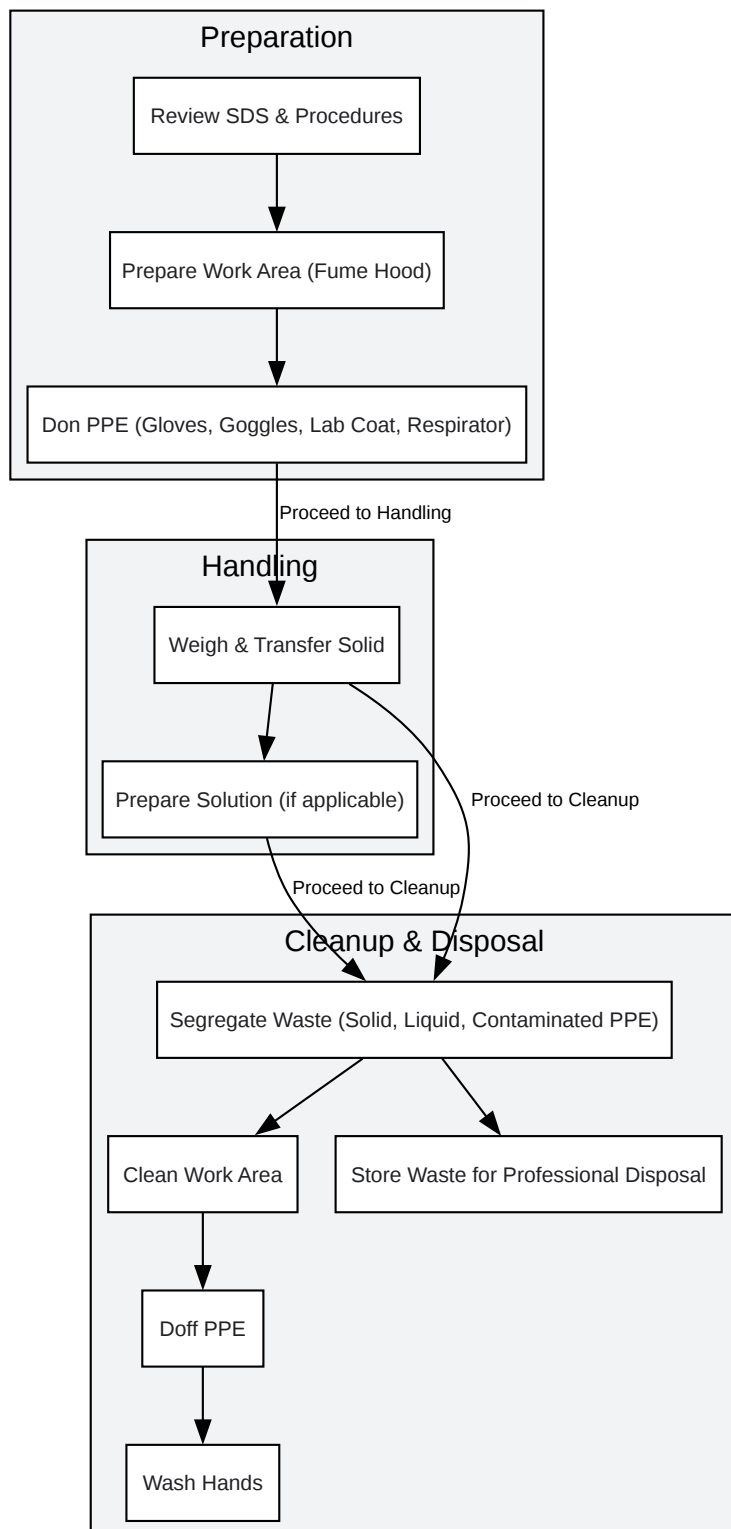 Preparation
Review SDS & Procedures
Prepare Work Area (Fume Hood)
Don PPE (Gloves, Goggles, Lab Coat, Respirator)
Proceed to Handling
Handling
Weigh & Transfer Solid
Prepare Solution (if applicable)
Proceed to Cleanup
Proceed to Cleanup
Cleanup & Disposal
Segregate Waste (Solid, Liquid, Contaminated PPE)
Clean Work Area
Store Waste for Professional Disposal
Doff PPE
Wash Hands